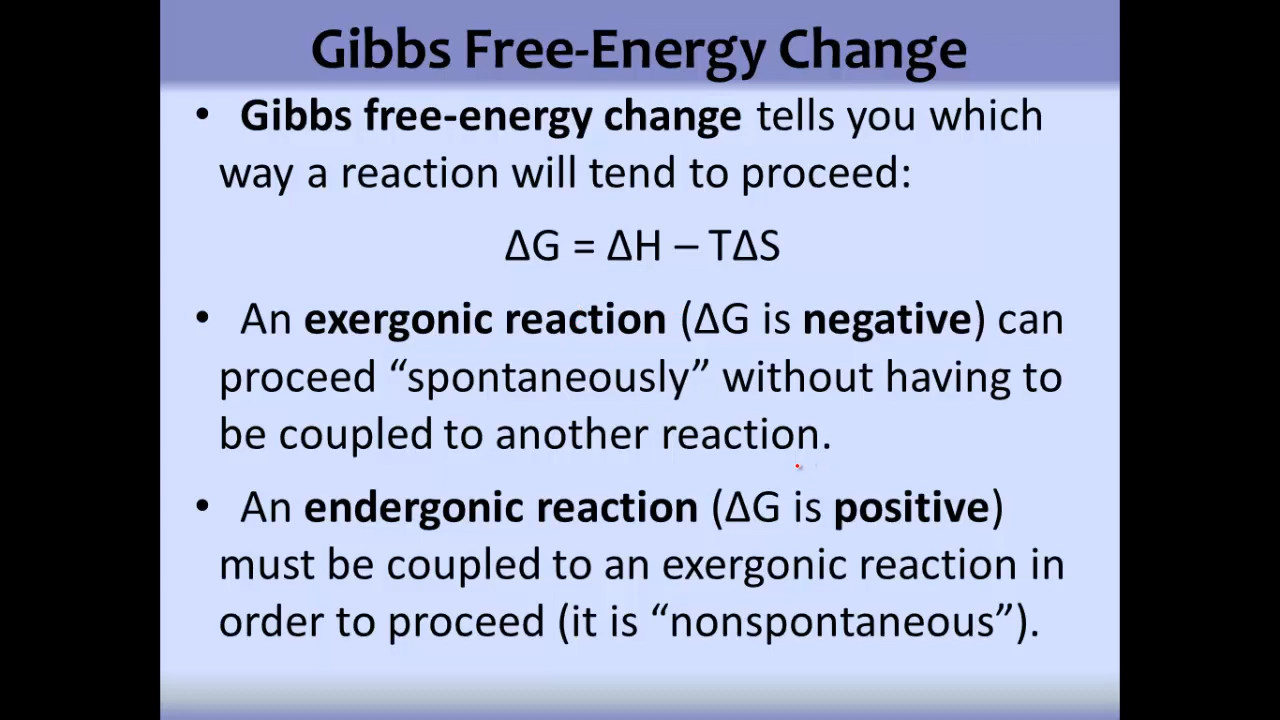 Gibbs Free-Energy Change
• Gibbs free-energy change tells you which
way a reaction will tend to proceed:
ΔG = ΔH – TΔS
• An exergonic reaction (ΔG is negative) can
proceed “spontaneously” without having to
be coupled to another reaction.
• An endergonic reaction (ΔG is positive)
must be coupled to an exergonic reaction in
order to proceed (it is “nonspontaneous”).